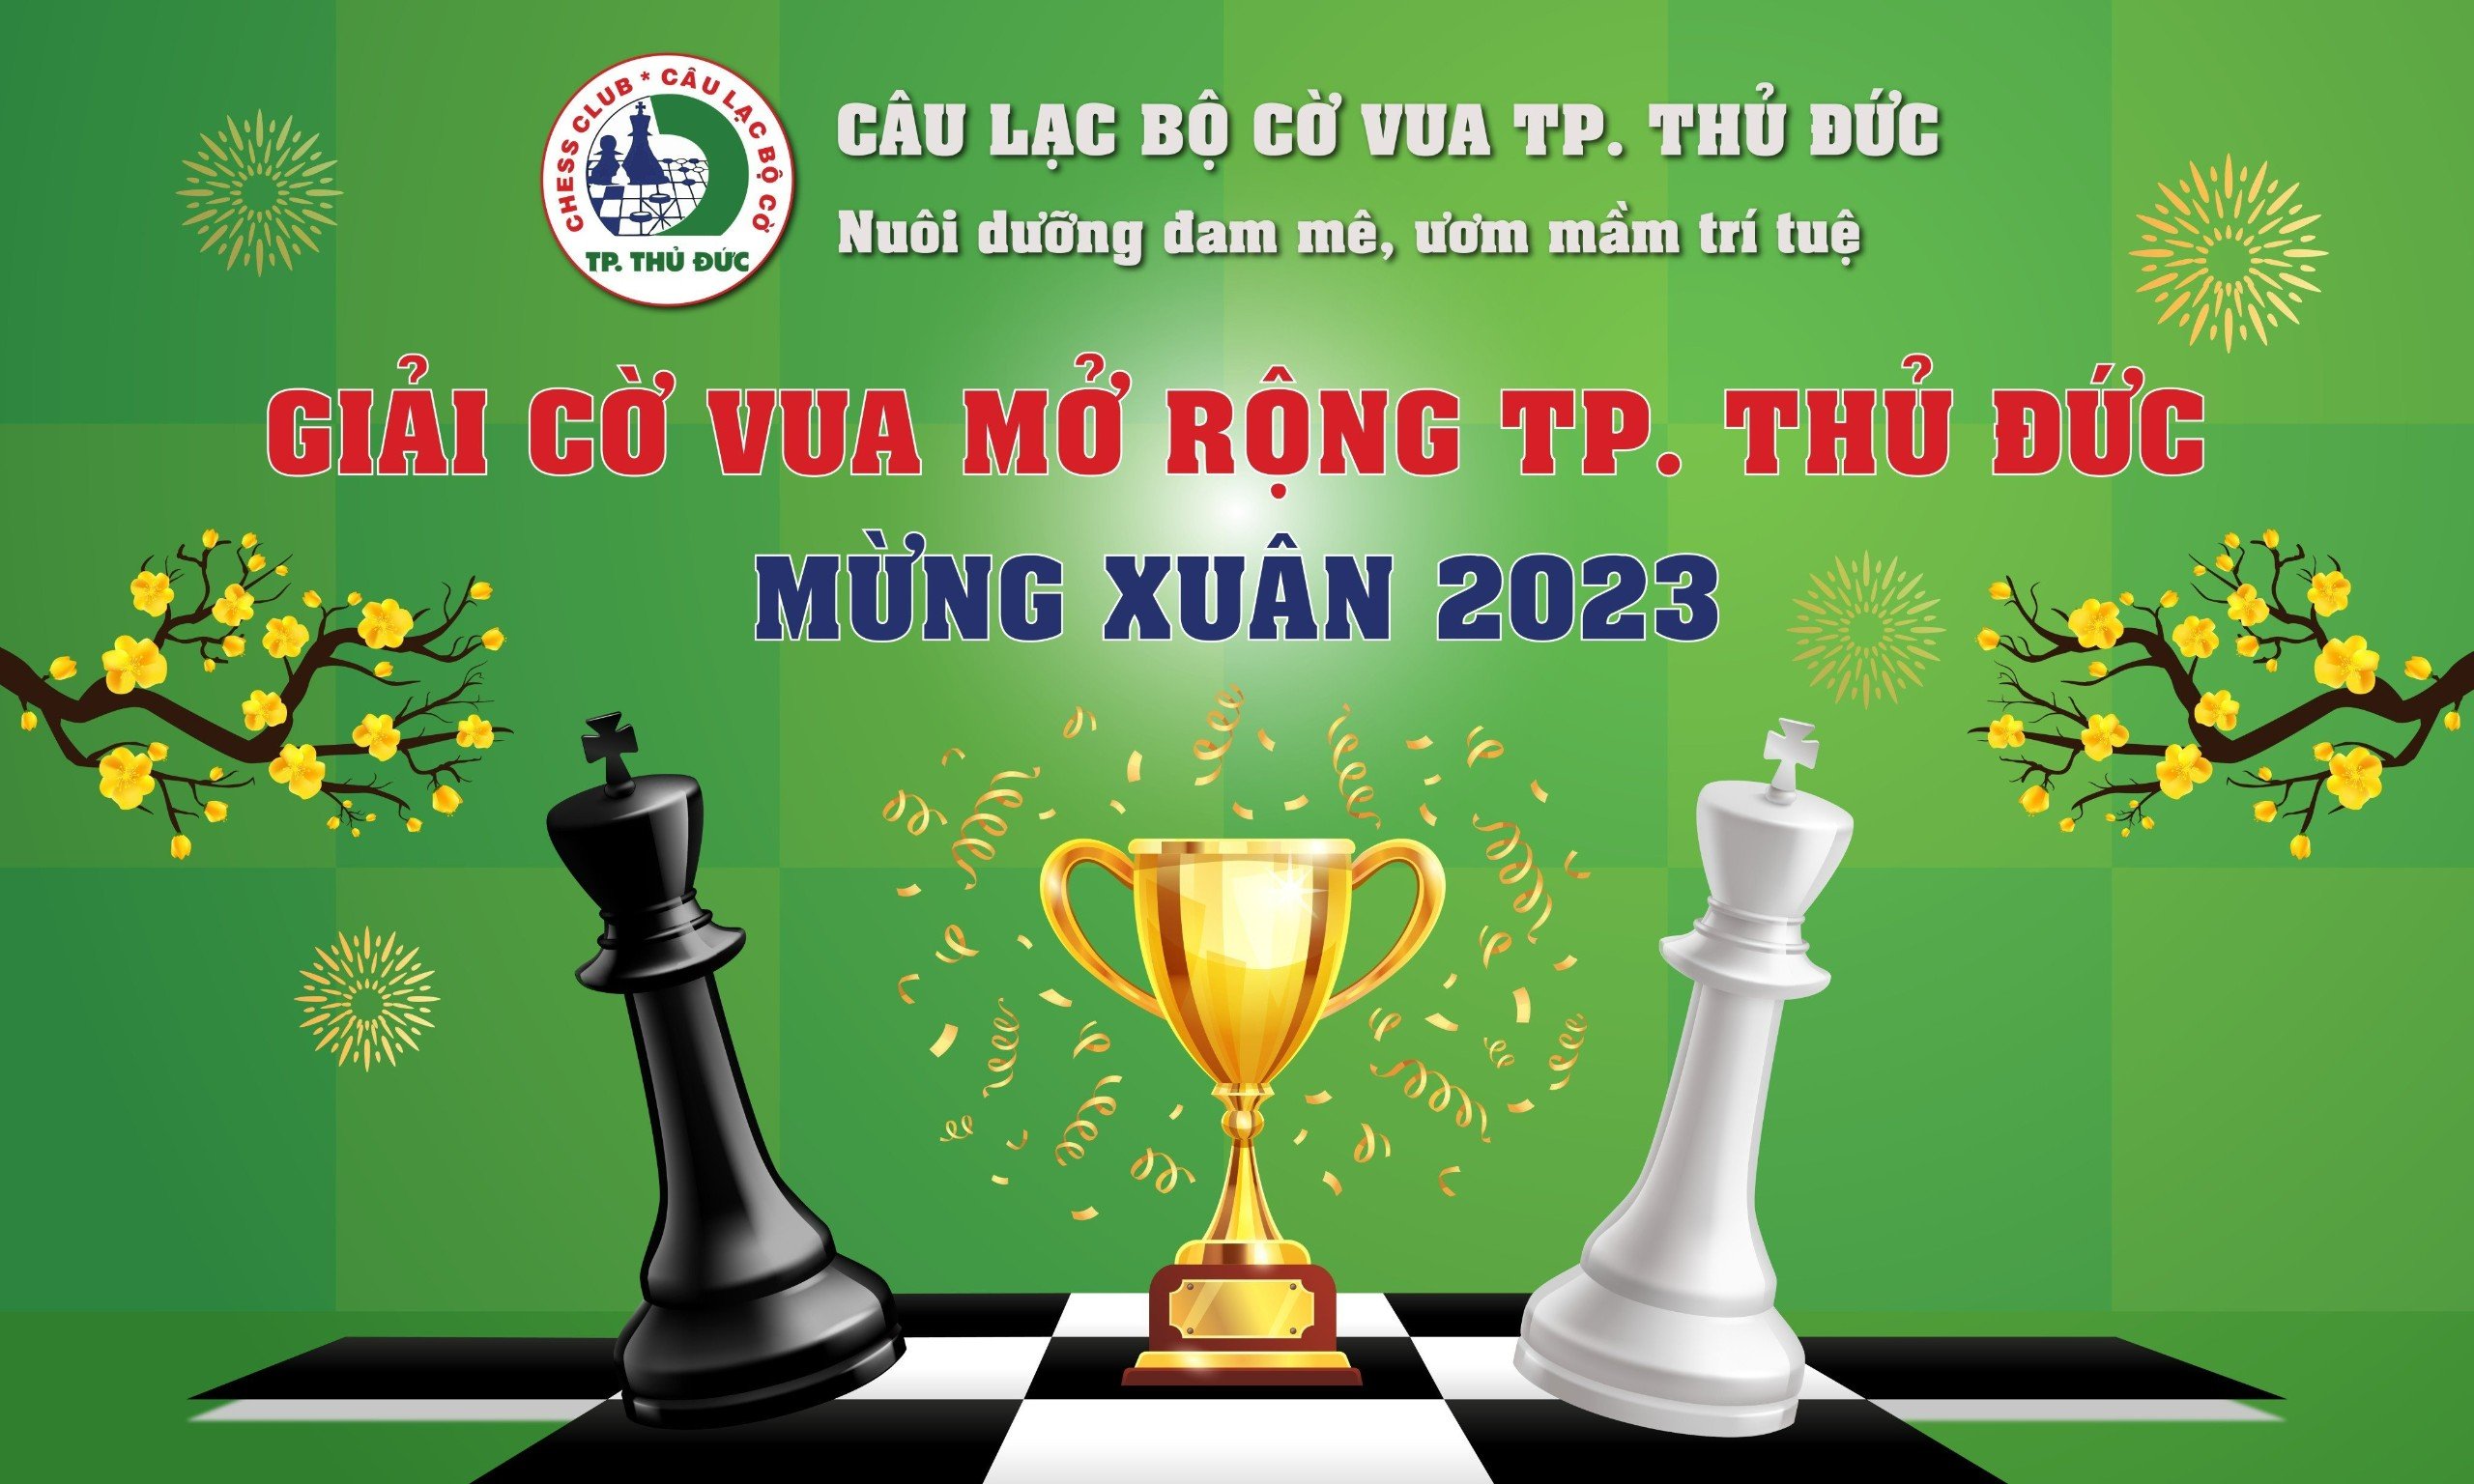 CHESS CLUB * CÂU LẠC BỘ CỜ
TP. THỦ ĐỨC
CÂU LẠC BỘ CỜ VUA TP. THỦ ĐỨC
Nuôi dưỡng đam mê, ươm mầm trí tuệ
GIẢI CỜ VUA MỞ RỘNG TP. THỦ ĐỨC
MỪNG XUÂN 2023